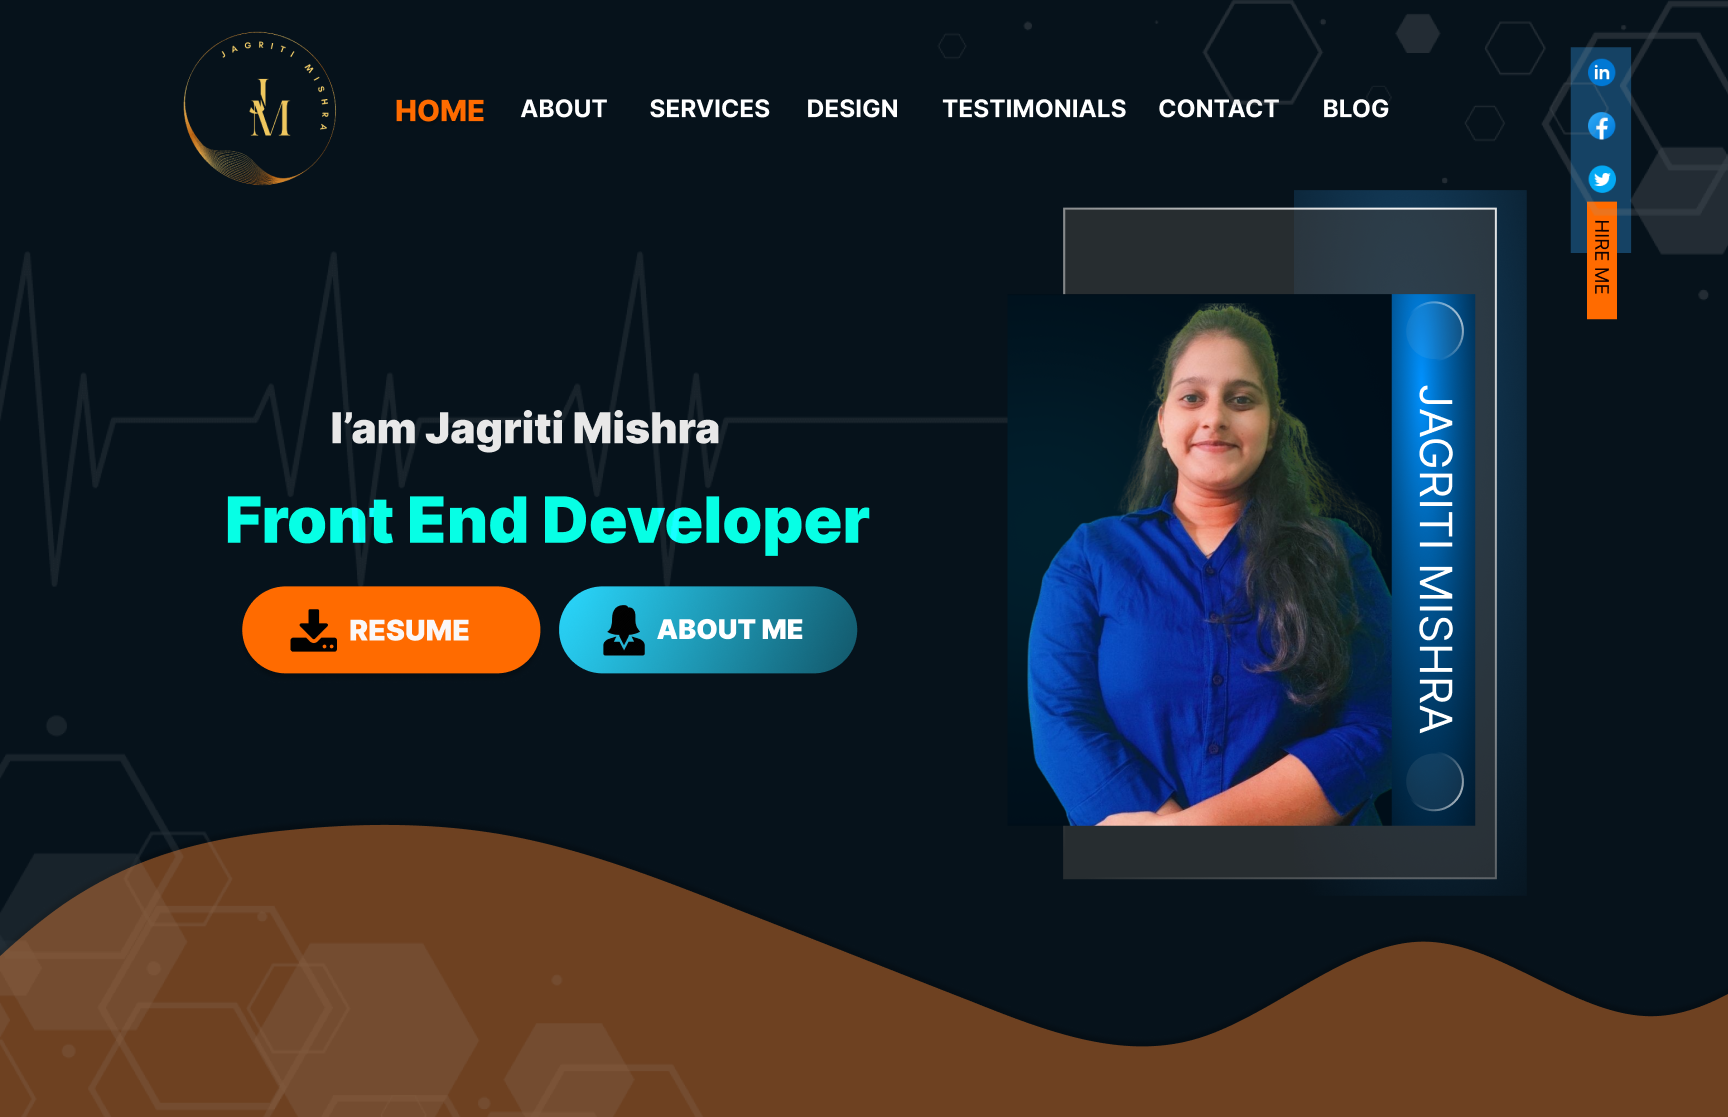 JAGRITI MISHRA
JM
HOME ABOUT SERVICES DESIGN TESTIMONIALS CONTACT BLOG
in
f
HIRE ME
I’am Jagriti Mishra
Front End Developer
RESUME ABOUT ME
JAGRITI MISHRA